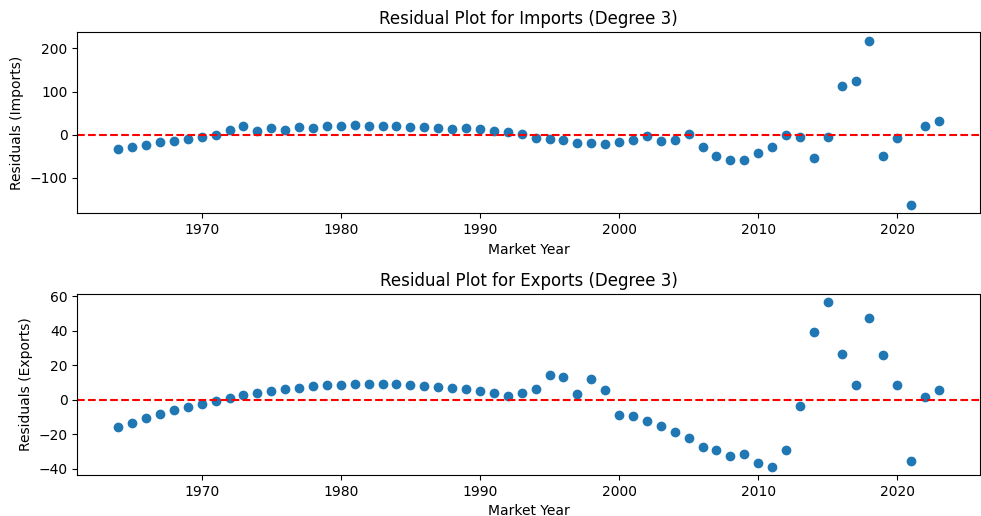 Residual Plot for Imports (Degree 3)
200
100
0
−100
Residuals (Imports)
1970 1980 1990 2000 2010 2020
Market Year
Residual Plot for Exports (Degree 3)
60
40
20
0
−20
−40
Residuals (Exports)
1970 1980 1990 2000 2010 2020
Market Year